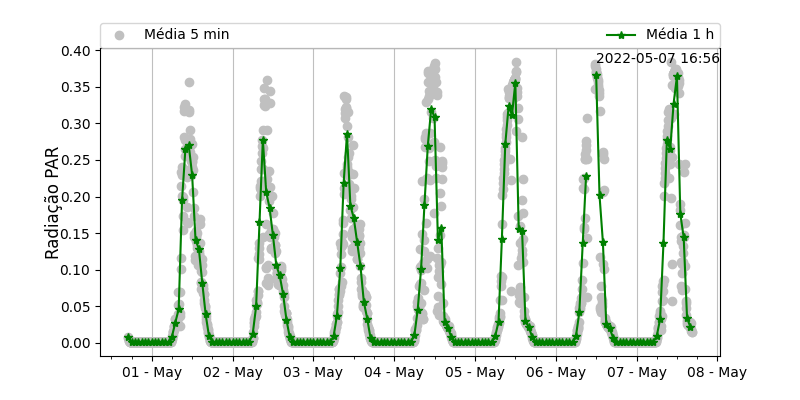 Média 5 min
Média 1 h
2022-05-07 16:56
Radiação PAR
0.40
0.35
0.30
0.25
0.20
0.15
0.10
0.05
0.00
01 - May
02 - May
03 - May
04 - May
05 - May
06 - May
07 - May
08 - May